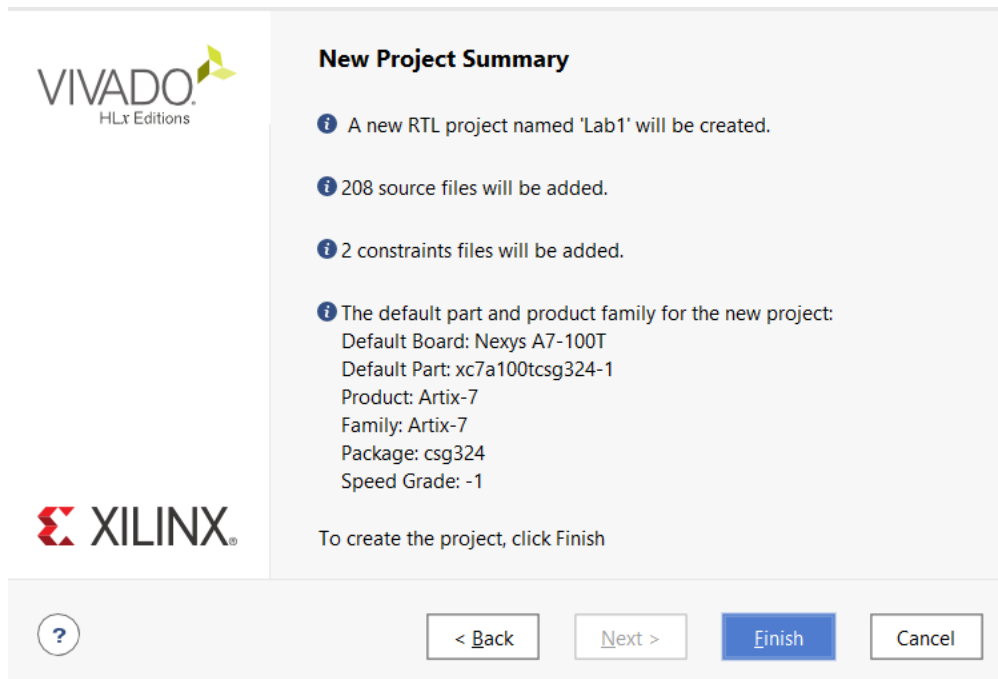 VIVADO.
HLx Editions
New Project Summary
A new RTL project named 'Lab1' will be created.
208 source files will be added.
2 constraints files will be added.
The default part and product family for the new project:
Default Board: Nexys A7-100T
Default Part: xc7a100tcsg324-1
Product: Artix-7
Family: Artix-7
Package: csg324
Speed Grade: -1
XILINX
To create the project, click Finish
? < Back Next > Finish Cancel